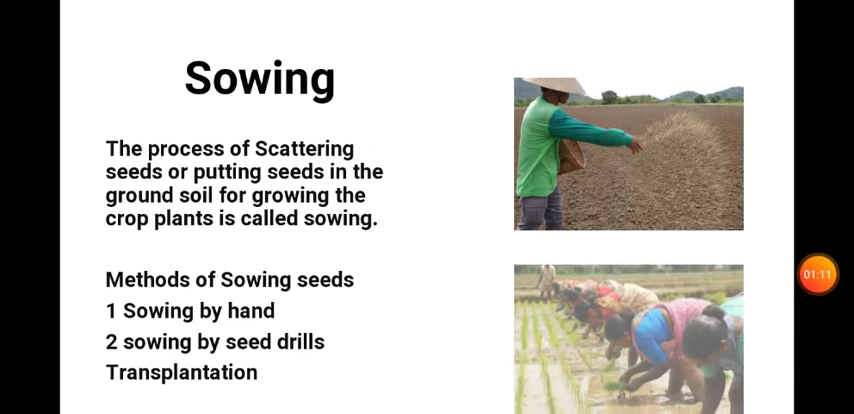 Sowing
The process of Scattering
seeds or putting seeds in the
ground soil for growing the
crop plants is called sowing.
Methods of Sowing seeds
1 Sowing by hand
2 sowing by seed drills
Transplantation
01:11